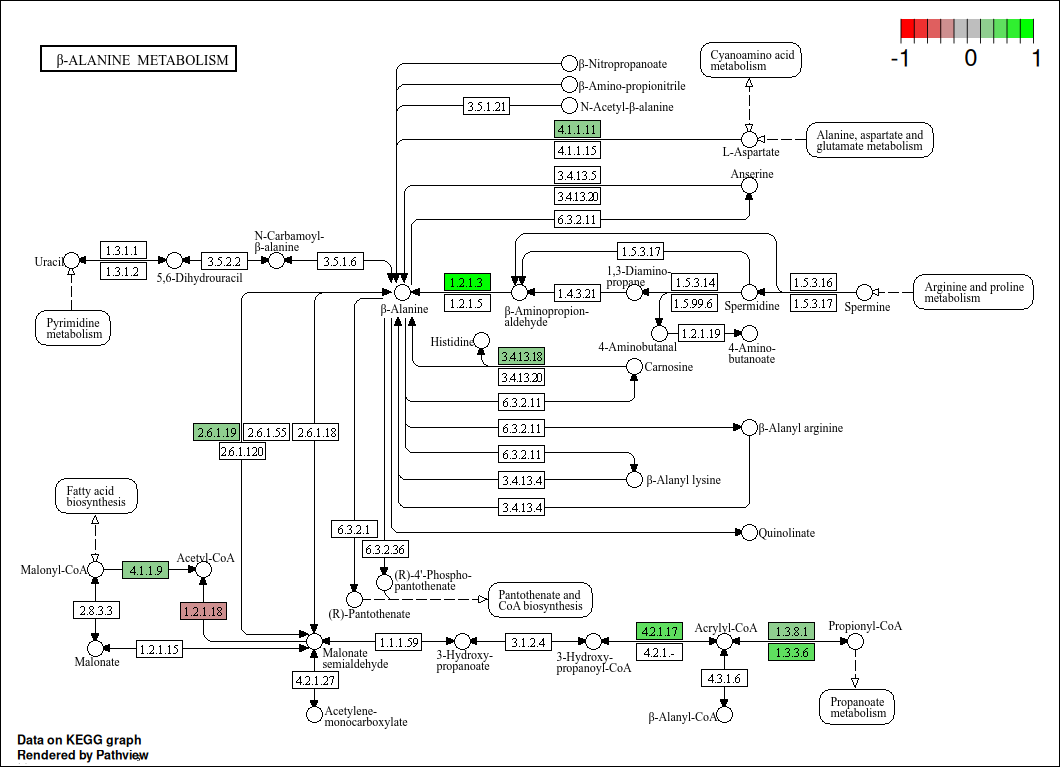 β-ALANINE METABOLISM
-1 0 1
β-Nitropropanoate
Cyanoamino acid
metabolism
β-Amino-propionitrile
3.5.1.21
N-Acetyl-β-alanine
4.1.1.11
4.1.1.15
L-Aspartate
Alanine, aspartate and
glutamate metabolism
3.4.13.5
3.4.13.20
Anserine
6.3.2.11
Uracil
1.3.1.1
1.3.1.2
5,6-Dihydrouracil
3.5.2.2
N-Carbamoyl-
β-alanine
3.5.1.6
1.5.3.17
β-Alanine
1.2.1.3
1.2.1.5
β-Aminopropion-
aldehyde
1.4.3.21
1,3-Diamino-
propane
1.5.3.14
1.5.99.6
Spermidine
1.5.3.16
1.5.3.17
Spermine
Arginine and proline
metabolism
Pyrimidine
metabolism
4-Aminobutanal
1.2.1.19
4-Amino-
butanoate
Histidine
3.4.13.18
3.4.13.20
Carnosine
6.3.2.11
6.3.2.11
β-Alanyl arginine
2.6.1.19
2.6.1.55
2.6.1.18
2.6.1.120
6.3.2.11
3.4.13.4
β-Alanyl lysine
3.4.13.4
Fatty acid
biosynthesis
6.3.2.1
6.3.2.36
Quinolinate
Malonyl-CoA
4.1.1.9
Acetyl-CoA
(R)-4'-Phospho-
pantothenate
(R)-Pantothenate
Pantothenate and
CoA biosynthesis
2.8.3.3
1.2.1.18
Malonate
1.2.1.15
Malonate
semialdehyde
1.1.1.59
3-Hydroxy-
propanoate
3.1.2.4
3-Hydroxy-
propanoyl-CoA
4.2.1.17
4.2.1.-
Acrylyl-CoA
1.3.8.1
1.3.3.6
Propionyl-CoA
4.2.1.27
4.3.1.6
Acetylene-
monocarboxylate
β-Alanyl-CoA
Propanoate
metabolism
Data on KEGG graph
Rendered by Pathview